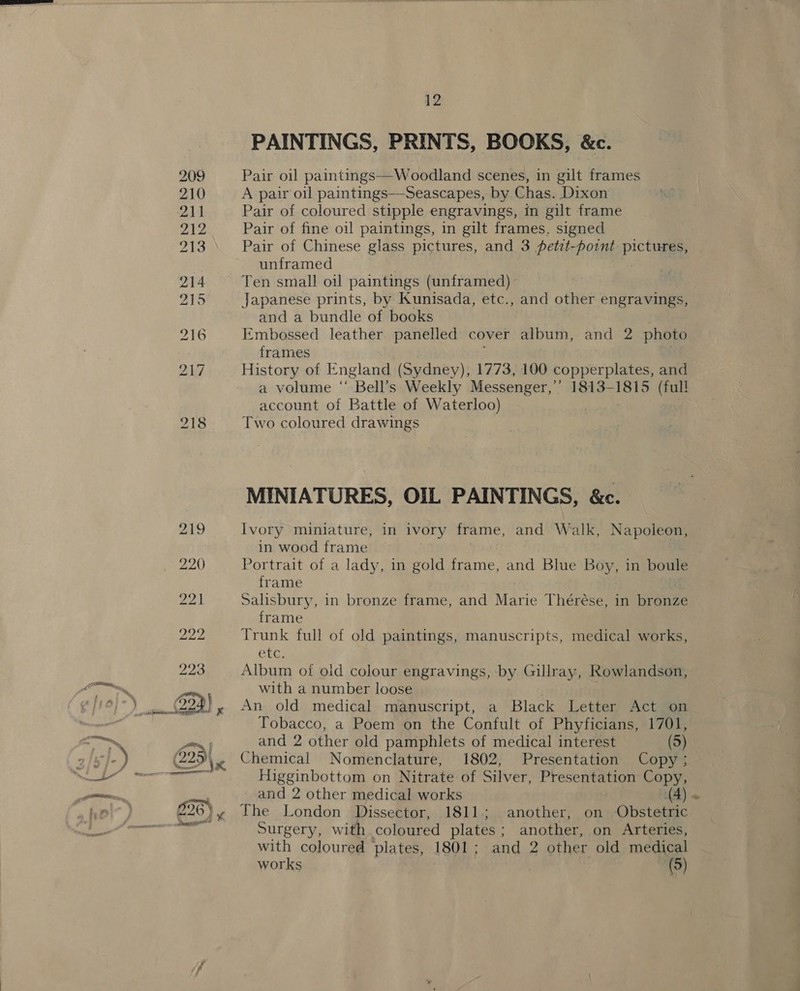 12
PAINTINGS, PRINTS, BOOKS, &c.
209 Pair oil paintings—Woodland scenes, in gilt frames
210 A pair oil paintings—Seascapes, by Chas. Dixon
211 Pair of coloured stipple engravings, in gilt frame
212 Pair of fine oil paintings, in gilt frames, signed
213 Pair of Chinese glass pictures, and 3 petit-point pictures,
unframed
214 Ten small oil paintings (unframed)
215 Japanese prints, by Kunisada, etc., and other engravings,
and a bundle of books
216 Embossed leather panelled cover album, and 2 photo
frames
217 History of England (Sydney), 1773, 100 copperplates, and
a volume “ Bell’s Weekly Messenger,” 1813-1815 (full
account of Battle of Waterloo)
218 Two coloured drawings
MINIATURES, OIL PAINTINGS, &c.
219 Ivory miniature, in ivory frame, and Walk, Napoleon,
in wood frame
220 Portrait of a lady, in gold frame, and Blue Boy, in boule
frame
221 Salisbury, in bronze frame, and Marie Thérése, in bronze
frame
222 Trunk full of old paintings, manuscripts, medical works,
etc.
223 Album of old colour engravings, by Gillray, Rowlandson,
with a number loose
224 An old medical manuscript, a Black Letter Act on
Tobacco, a Poem on the Confult of Phyficians, 1701,
and 2 other old pamphlets of medical interest (5)
2/5/- 225 Chemical Nomenclature, 1802, Presentation Copy ;
Higginbottom on Nitrate of Silver, Presentation Copy,
and 2 other medical works (4)
226 The London Dissector, 1811 ; another, on Obstetric
Surgery, with coloured plates ; another, on Arteries,
with coloured plates, 1801 ; and 2 other old medical
works (5)